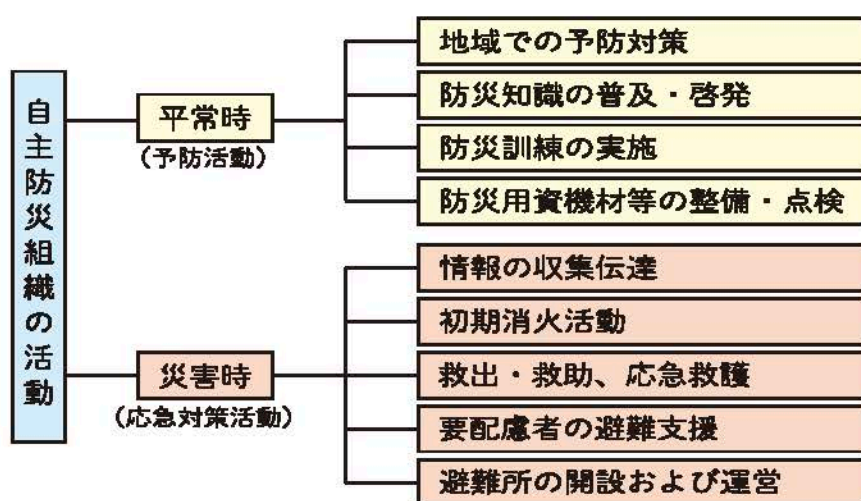 自主防災組織の活動
平常時
(予防活動)
地域での予防対策
防災知識の普及・啓発
防災訓練の実施
防災用資機材等の整備・点検
災害時
(応急対策活動)
情報の収集伝達
初期消火活動
救出・救助、応急救護
要配慮者の避難支援
避難所の開設および運営